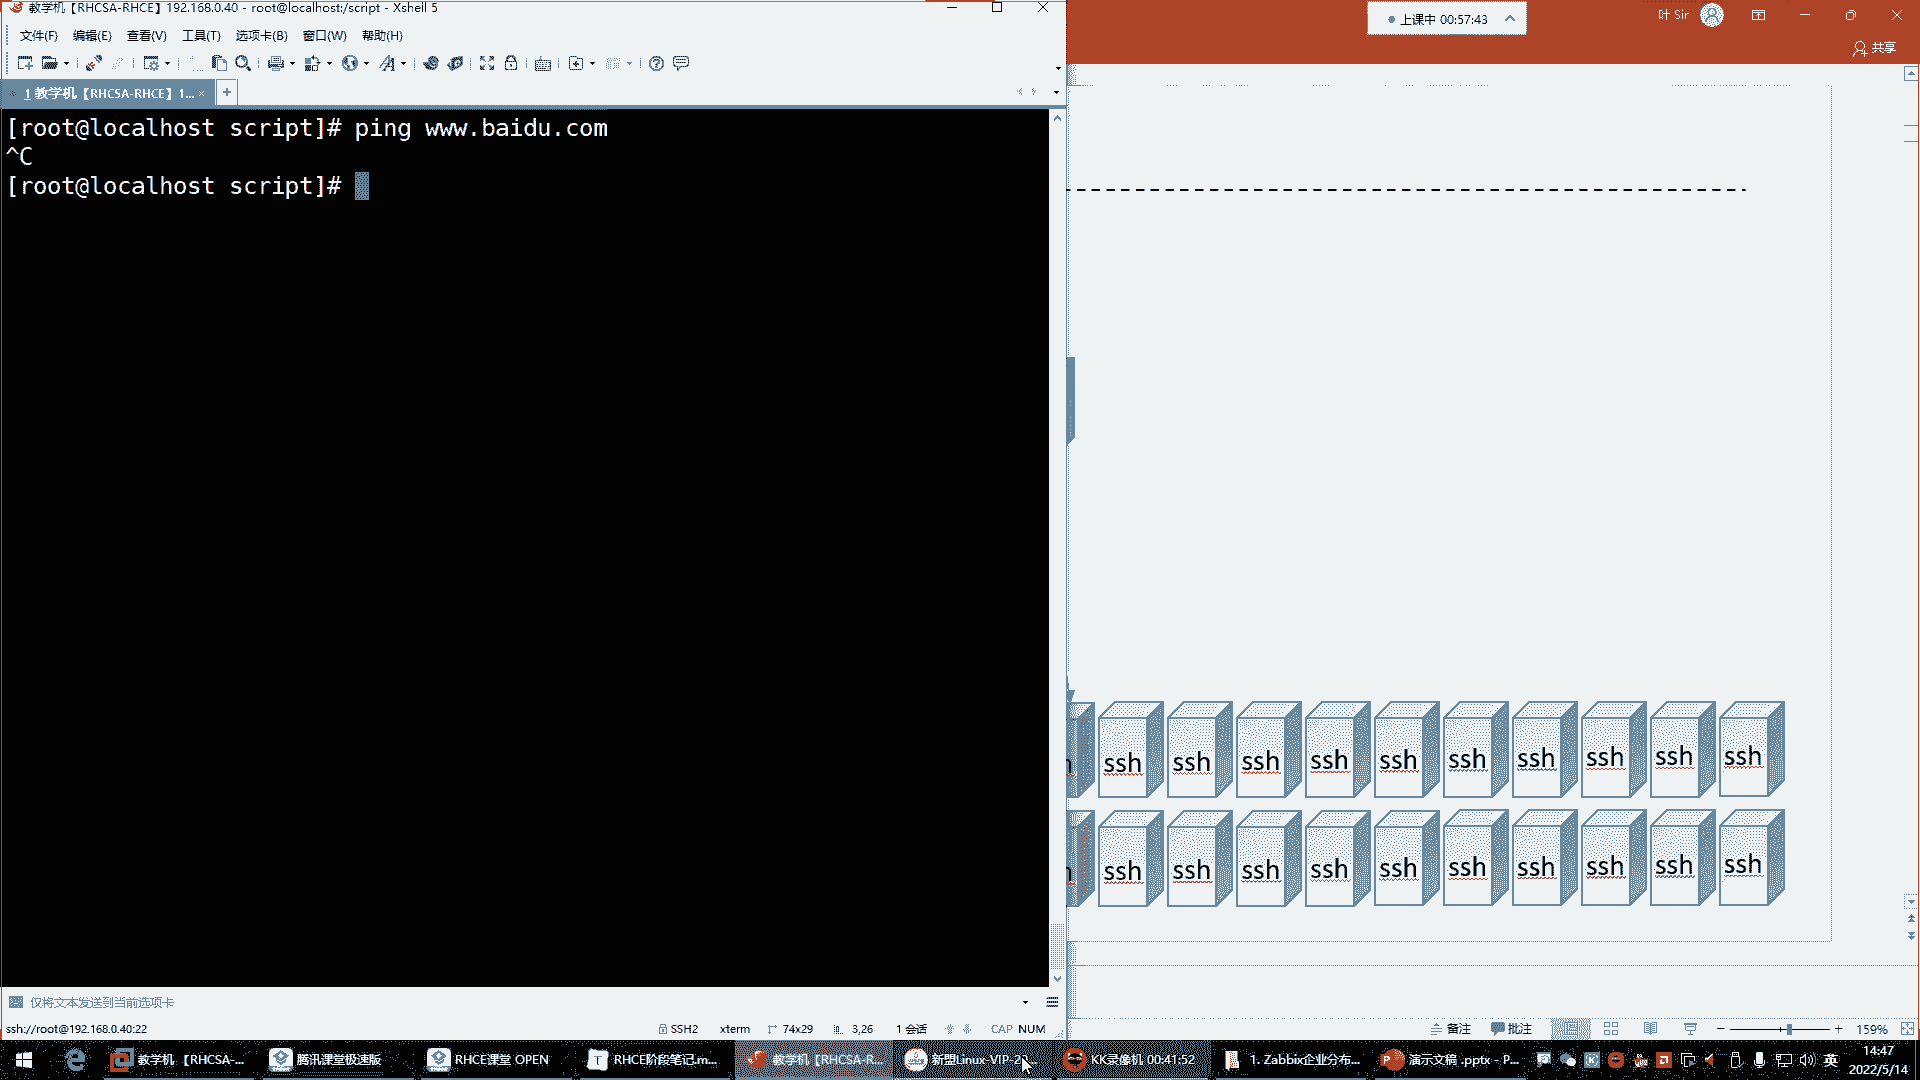 教学机【RHCSA-RHCE】192.168.0.40 - root@localhost:/script - Xshell 5
文件(F) 编辑(E) 查看(V) 工具(T) 选项卡(B) 窗口(W) 帮助(H)
1 教学机【RHCSA-RHCE】1...
[root@localhost script]# ping www.baidu.com
^C
[root@localhost script]#
仅将文本发送到当前选项卡
ssh://root@192.168.0.40:22 SSH2 xterm 74x29 3,26 1 会话 CAP NUM
上课中 00:57:43
叶 Sir
共享
ssh ssh ssh ssh ssh ssh ssh ssh ssh ssh
ssh ssh ssh ssh ssh ssh ssh ssh ssh ssh
备注 批注 159%
教学机 【RHCSA-... 腾讯课堂极速版 RHCE课堂 OPEN RHCE阶段笔记.m... 教学机【RHCSA-R... 新盟Linux-VIP-2... KK录像机 00:41:52 1. Zabbix企业分布... 演示文稿 .pptx - P... 英 14:47
2022/5/14